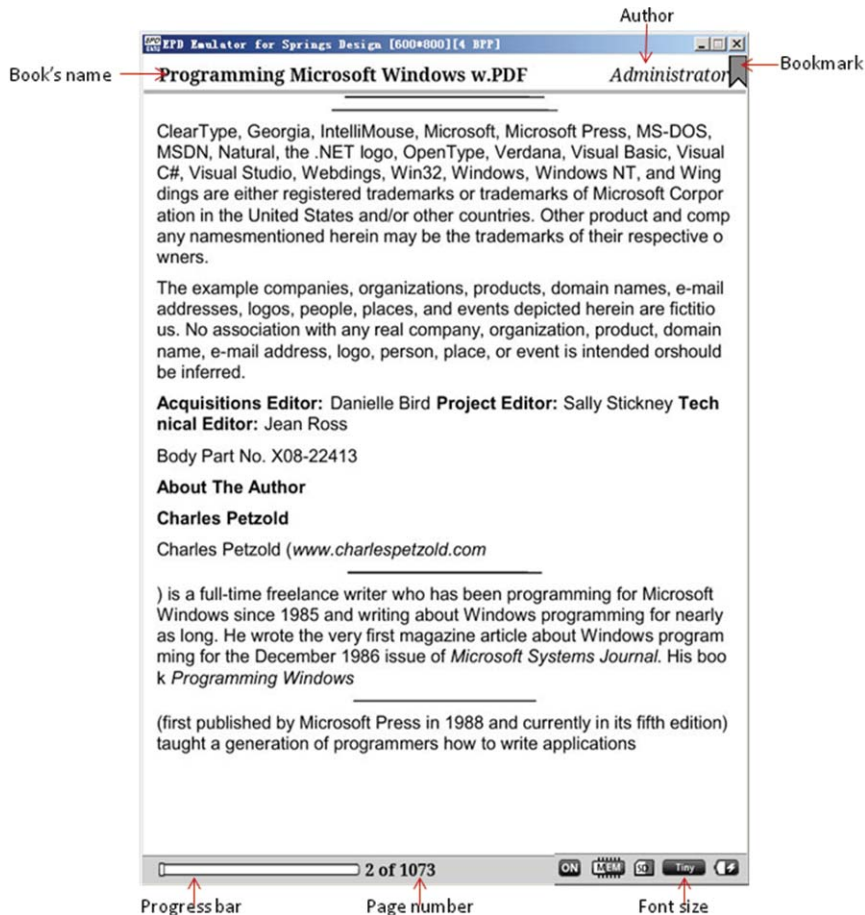 Author
EPD Emulator for Springs Design [600*800][4 BPP]
Book's name
Programming Microsoft Windows w.PDF
Administrator
Bookmark
ClearType, Georgia, IntelliMouse, Microsoft, Microsoft Press, MS-DOS,
MSDN, Natural, the .NET logo, OpenType, Verdana, Visual Basic, Visual
C#, Visual Studio, Webdings, Win32, Windows, Windows NT, and Wing
dings are either registered trademarks or trademarks of Microsoft Corpor
ation in the United States and/or other countries. Other product and comp
any namesmentioned herein may be the trademarks of their respective o
wners.
The example companies, organizations, products, domain names, e-mail
addresses, logos, people, places, and events depicted herein are fictitio
us. No association with any real company, organization, product, domain
name, e-mail address, logo, person, place, or event is intended orshould
be inferred.
Acquisitions Editor: Danielle Bird Project Editor: Sally Stickney Tech
nical Editor: Jean Ross
Body Part No. X08-22413
About The Author
Charles Petzold
Charles Petzold (www.charlespetzold.com
) is a full-time freelance writer who has been programming for Microsoft
Windows since 1985 and writing about Windows programming for nearly
as long. He wrote the very first magazine article about Windows program
ming for the December 1986 issue of Microsoft Systems Journal. His boo
k Programming Windows
(first published by Microsoft Press in 1988 and currently in its fifth edition)
taught a generation of programmers how to write applications
2 of 1073
ON
MEM
SD
Tiny
Progress bar
Page number
Font size